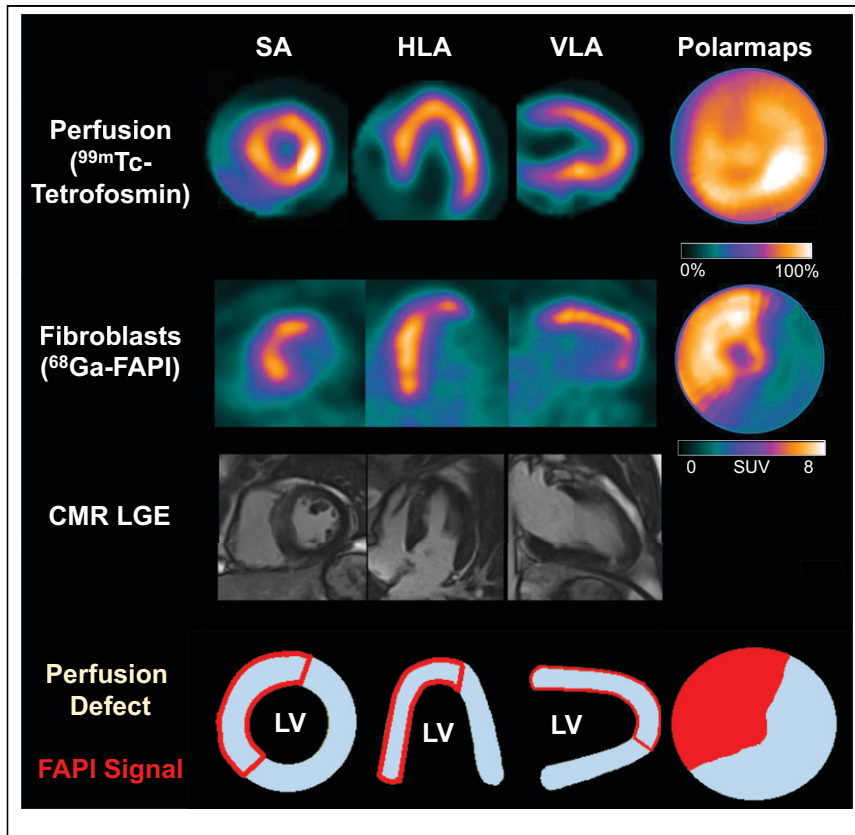 SA HLA VLA Polarmaps
Perfusion
(⁹⁹ᵐTc-
Tetrofosmin)
0% 100%
Fibroblasts
(⁶⁸Ga-FAPI)
0 SUV 8
CMR LGE
Perfusion
Defect
FAPI Signal
LV LV LV